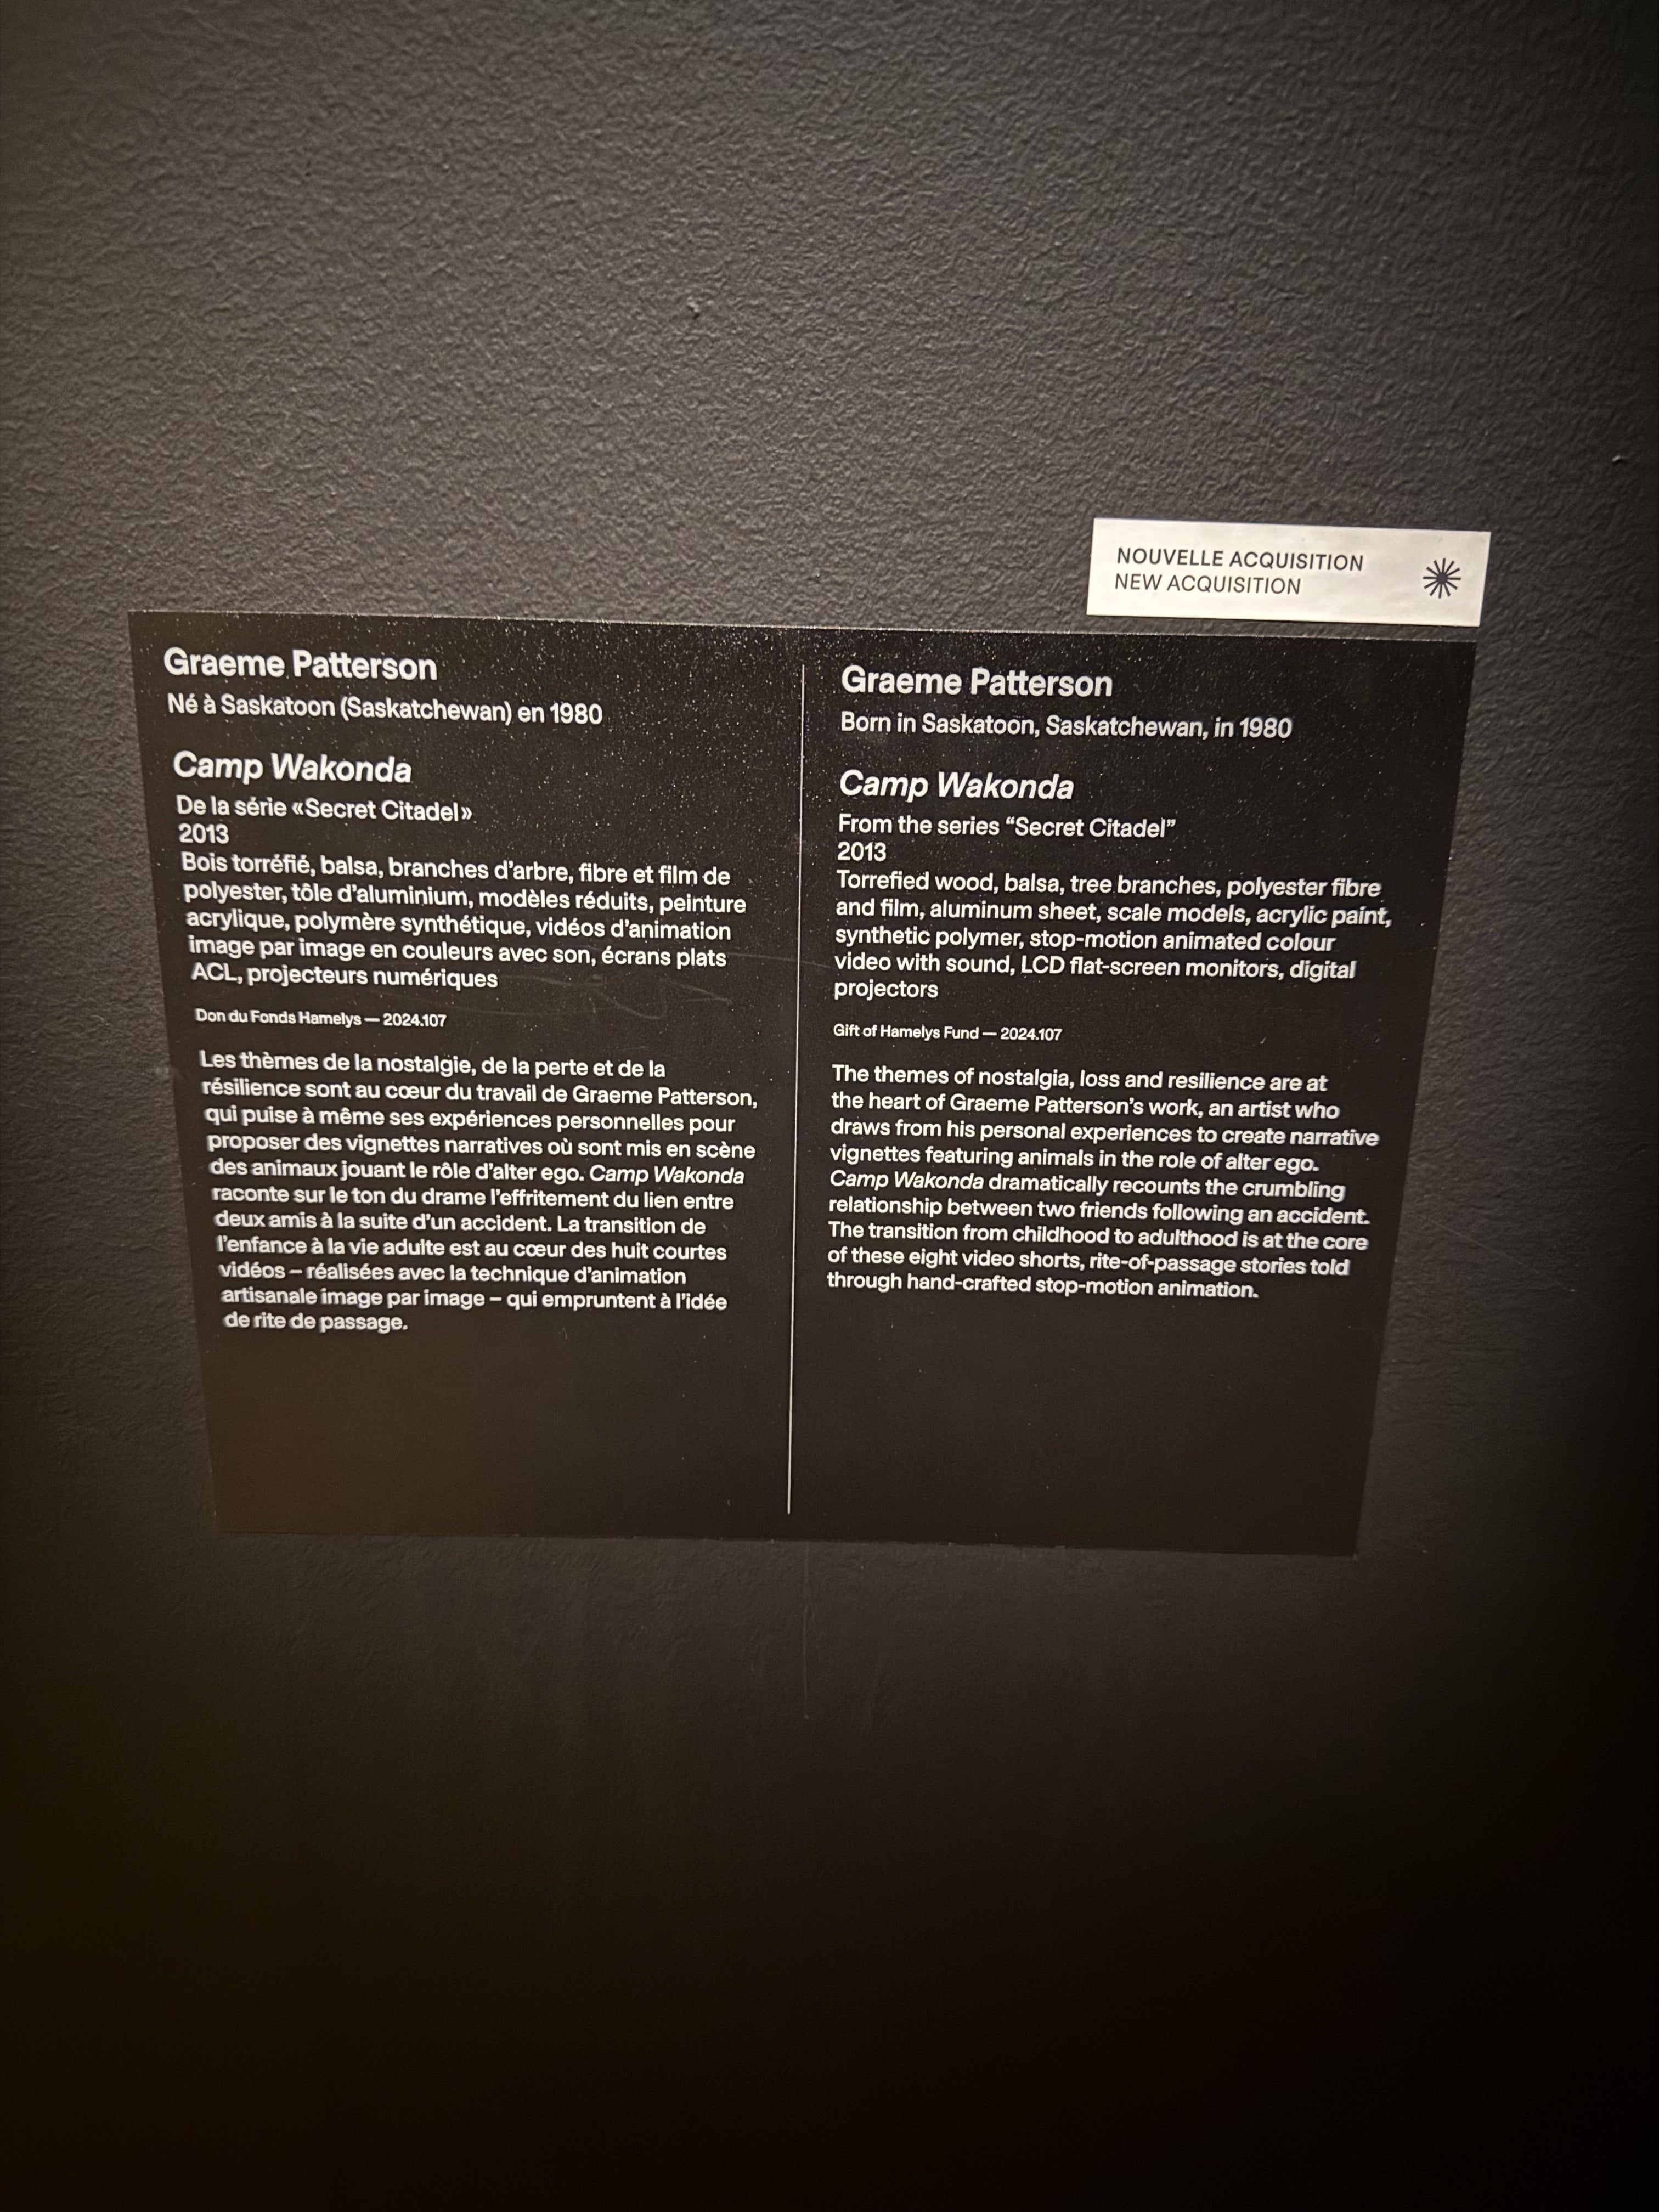 NOUVELLE ACQUISITION
NEW ACQUISITION
Graeme Patterson
Né à Saskatoon (Saskatchewan) en 1980
Camp Wakonda
De la série «Secret Citadel»
2013
Bois torréfié, balsa, branches d'arbre, fibre et film de
polyester, tôle d'aluminium, modèles réduits, peinture
acrylique, polymère synthétique, vidéos d'animation
image par image en couleurs avec son, écrans plats
ACL, projecteurs numériques
Don du Fonds Hamelys — 2024.107
Les thèmes de la nostalgie, de la perte et de la
résilience sont au cœur du travail de Graeme Patterson,
qui puise à même ses expériences personnelles pour
proposer des vignettes narratives où sont mis en scène
des animaux jouant le rôle d'alter ego. Camp Wakonda
raconte sur le ton du drame l'effritement du lien entre
deux amis à la suite d'un accident. La transition de
l'enfance à la vie adulte est au cœur des huit courtes
vidéos – réalisées avec la technique d'animation
artisanale image par image – qui empruntent à l'idée
de rite de passage.
Graeme Patterson
Born in Saskatoon, Saskatchewan, in 1980
Camp Wakonda
From the series “Secret Citadel”
2013
Torrefied wood, balsa, tree branches, polyester fibre
and film, aluminum sheet, scale models, acrylic paint,
synthetic polymer, stop-motion animated colour
video with sound, LCD flat-screen monitors, digital
projectors
Gift of Hamelys Fund — 2024.107
The themes of nostalgia, loss and resilience are at
the heart of Graeme Patterson's work, an artist who
draws from his personal experiences to create narrative
vignettes featuring animals in the role of alter ego.
Camp Wakonda dramatically recounts the crumbling
relationship between two friends following an accident.
The transition from childhood to adulthood is at the core
of these eight video shorts, rite-of-passage stories told
through hand-crafted stop-motion animation.